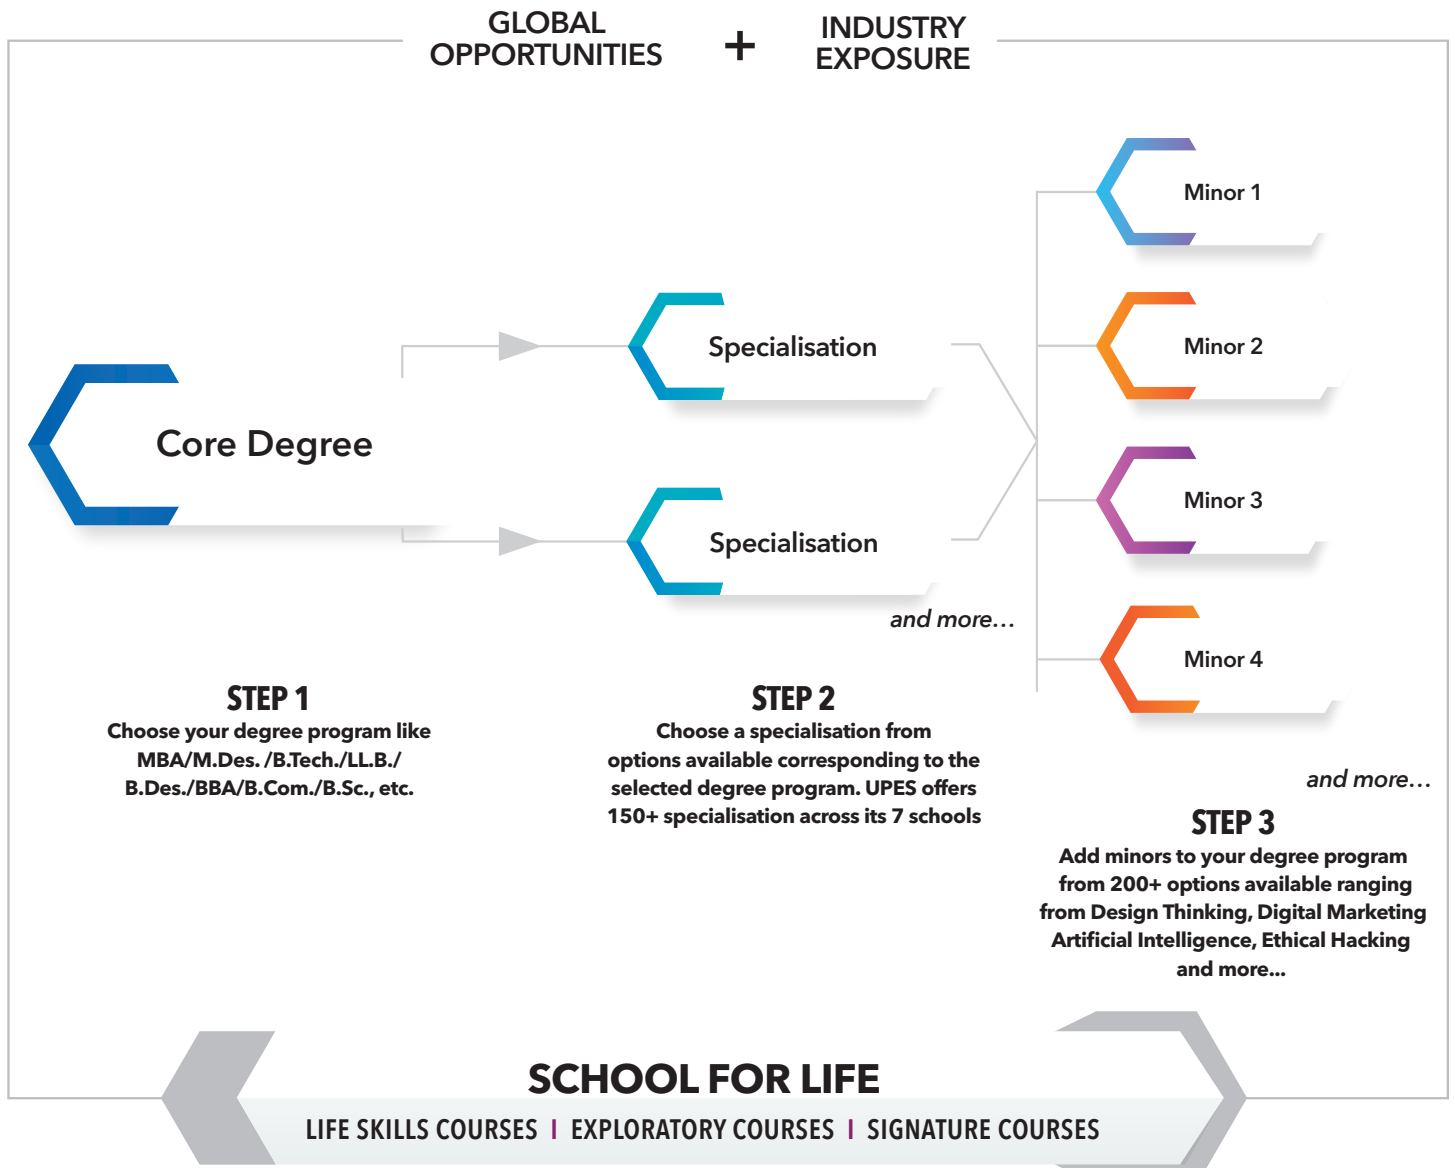 GLOBAL
OPPORTUNITIES
+
INDUSTRY
EXPOSURE
Core Degree
Specialisation
Specialisation
and more...
Minor 1
Minor 2
Minor 3
Minor 4
and more...
STEP 1
Choose your degree program like
MBA/M.Des. /B.Tech./LL.B./
B.Des./BBA/B.Com./B.Sc., etc.
STEP 2
Choose a specialisation from
options available corresponding to the
selected degree program. UPES offers
150+ specialisation across its 7 schools
STEP 3
Add minors to your degree program
from 200+ options available ranging
from Design Thinking, Digital Marketing
Artificial Intelligence, Ethical Hacking
and more...
SCHOOL FOR LIFE
LIFE SKILLS COURSES I EXPLORATORY COURSES I SIGNATURE COURSES